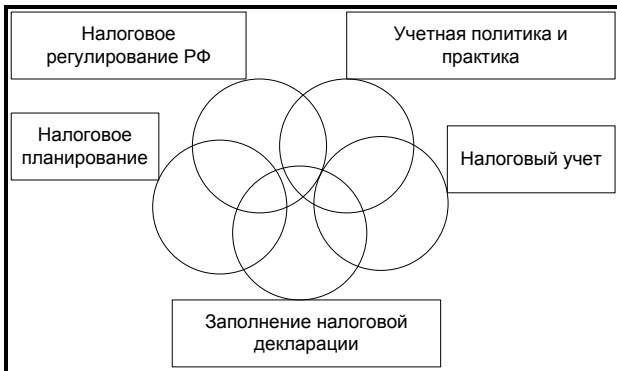 Налоговое
регулирование РФ
Учетная политика и
практика
Налоговое
планирование
Налоговый учет
Заполнение налоговой
декларации